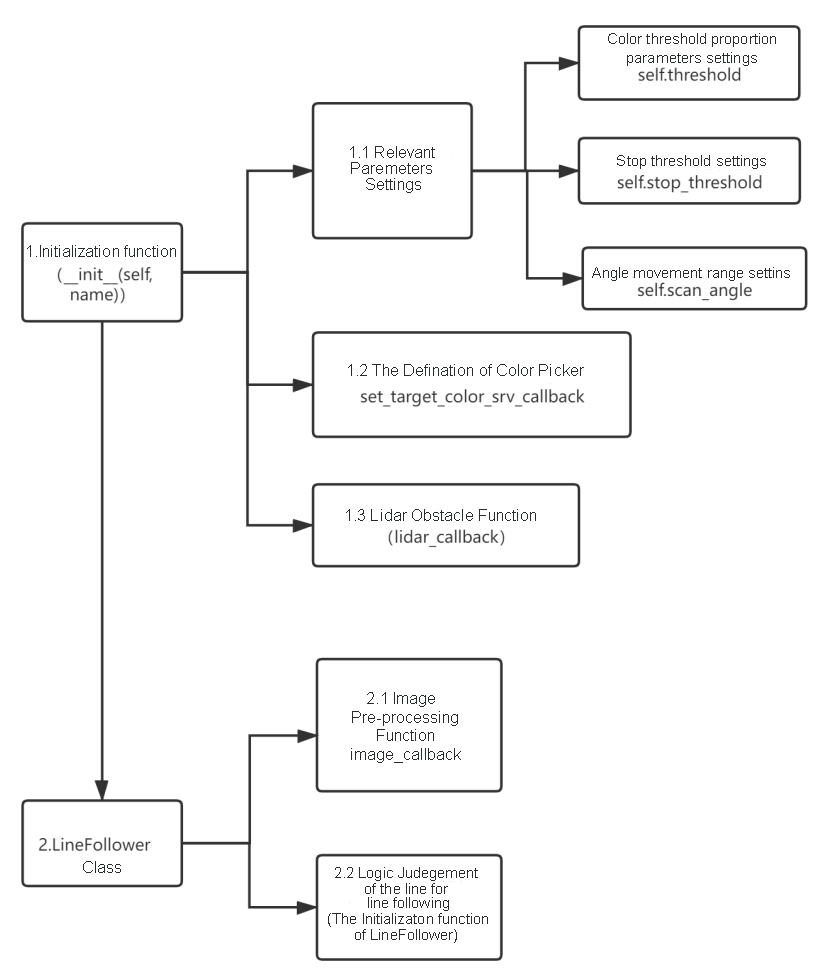 Color threshold proportion
parameters settings
self.threshold
1.1 Relevant
Paremeters
Settings
Stop threshold settings
self.stop_threshold
1.Initialization function
(__init__(self,
name))
Angle movement range settins
self.scan_angle
1.2 The Defination of Color Picker
set_target_color_srv_callback
1.3 Lidar Obstacle Function
(lidar_callback)
2.1 Image
Pre-processing
Function
image_callback
2.LineFollower
Class
2.2 Logic Judegement
of the line for
line following
(The Initializaton function
of LineFollower)